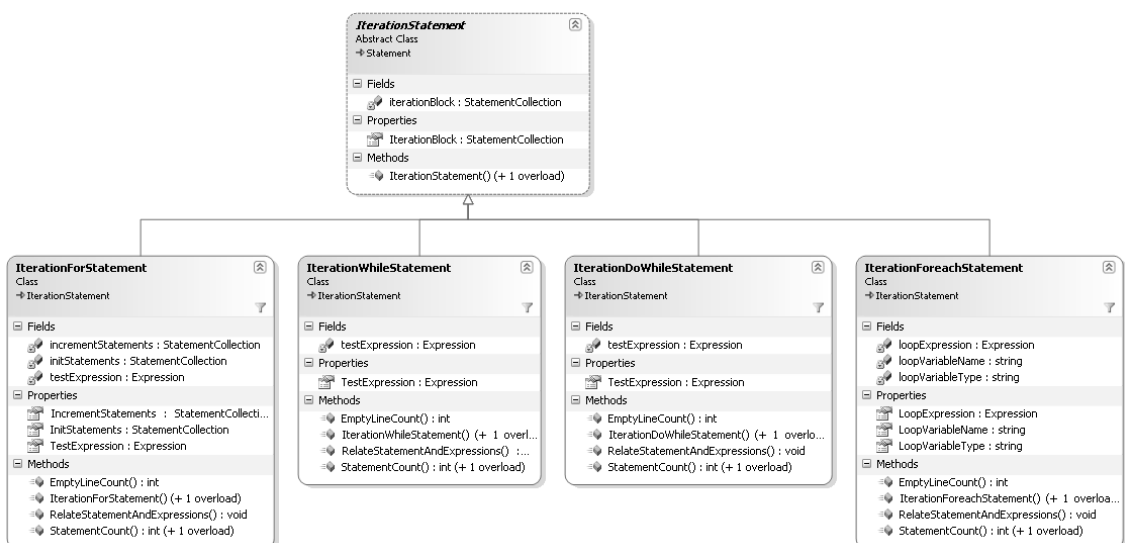 IterationStatement
Abstract Class
Statement
Fields
iterationBlock : StatementCollection
Properties
IterationBlock : StatementCollection
Methods
IterationStatement() (+ 1 overload)
IterationForStatement
Class
IterationStatement
Fields
incrementStatements : StatementCollection
initStatements : StatementCollection
testExpression : Expression
Properties
IncrementStatements : StatementCollecti...
InitStatements : StatementCollection
TestExpression : Expression
Methods
EmptyLineCount() : int
IterationForStatement() (+ 1 overload)
RelateStatementAndExpressions() : void
StatementCount() : int (+ 1 overload)
IterationWhileStatement
Class
IterationStatement
Fields
testExpression : Expression
Properties
TestExpression : Expression
Methods
EmptyLineCount() : int
IterationWhileStatement() (+ 1 overl...
RelateStatementAndExpressions() :...
StatementCount() : int (+ 1 overload)
IterationDoWhileStatement
Class
IterationStatement
Fields
testExpression : Expression
Properties
TestExpression : Expression
Methods
EmptyLineCount() : int
IterationDoWhileStatement() (+ 1 overl...
RelateStatementAndExpressions() : void
StatementCount() : int (+ 1 overload)
IterationForeachStatement
Class
IterationStatement
Fields
loopExpression : Expression
loopVariableName : string
loopVariableType : string
Properties
LoopExpression : Expression
LoopVariableName : string
LoopVariableType : string
Methods
EmptyLineCount() : int
IterationForeachStatement() (+ 1 overloa...
RelateStatementAndExpressions() : void
StatementCount() : int (+ 1 overload)